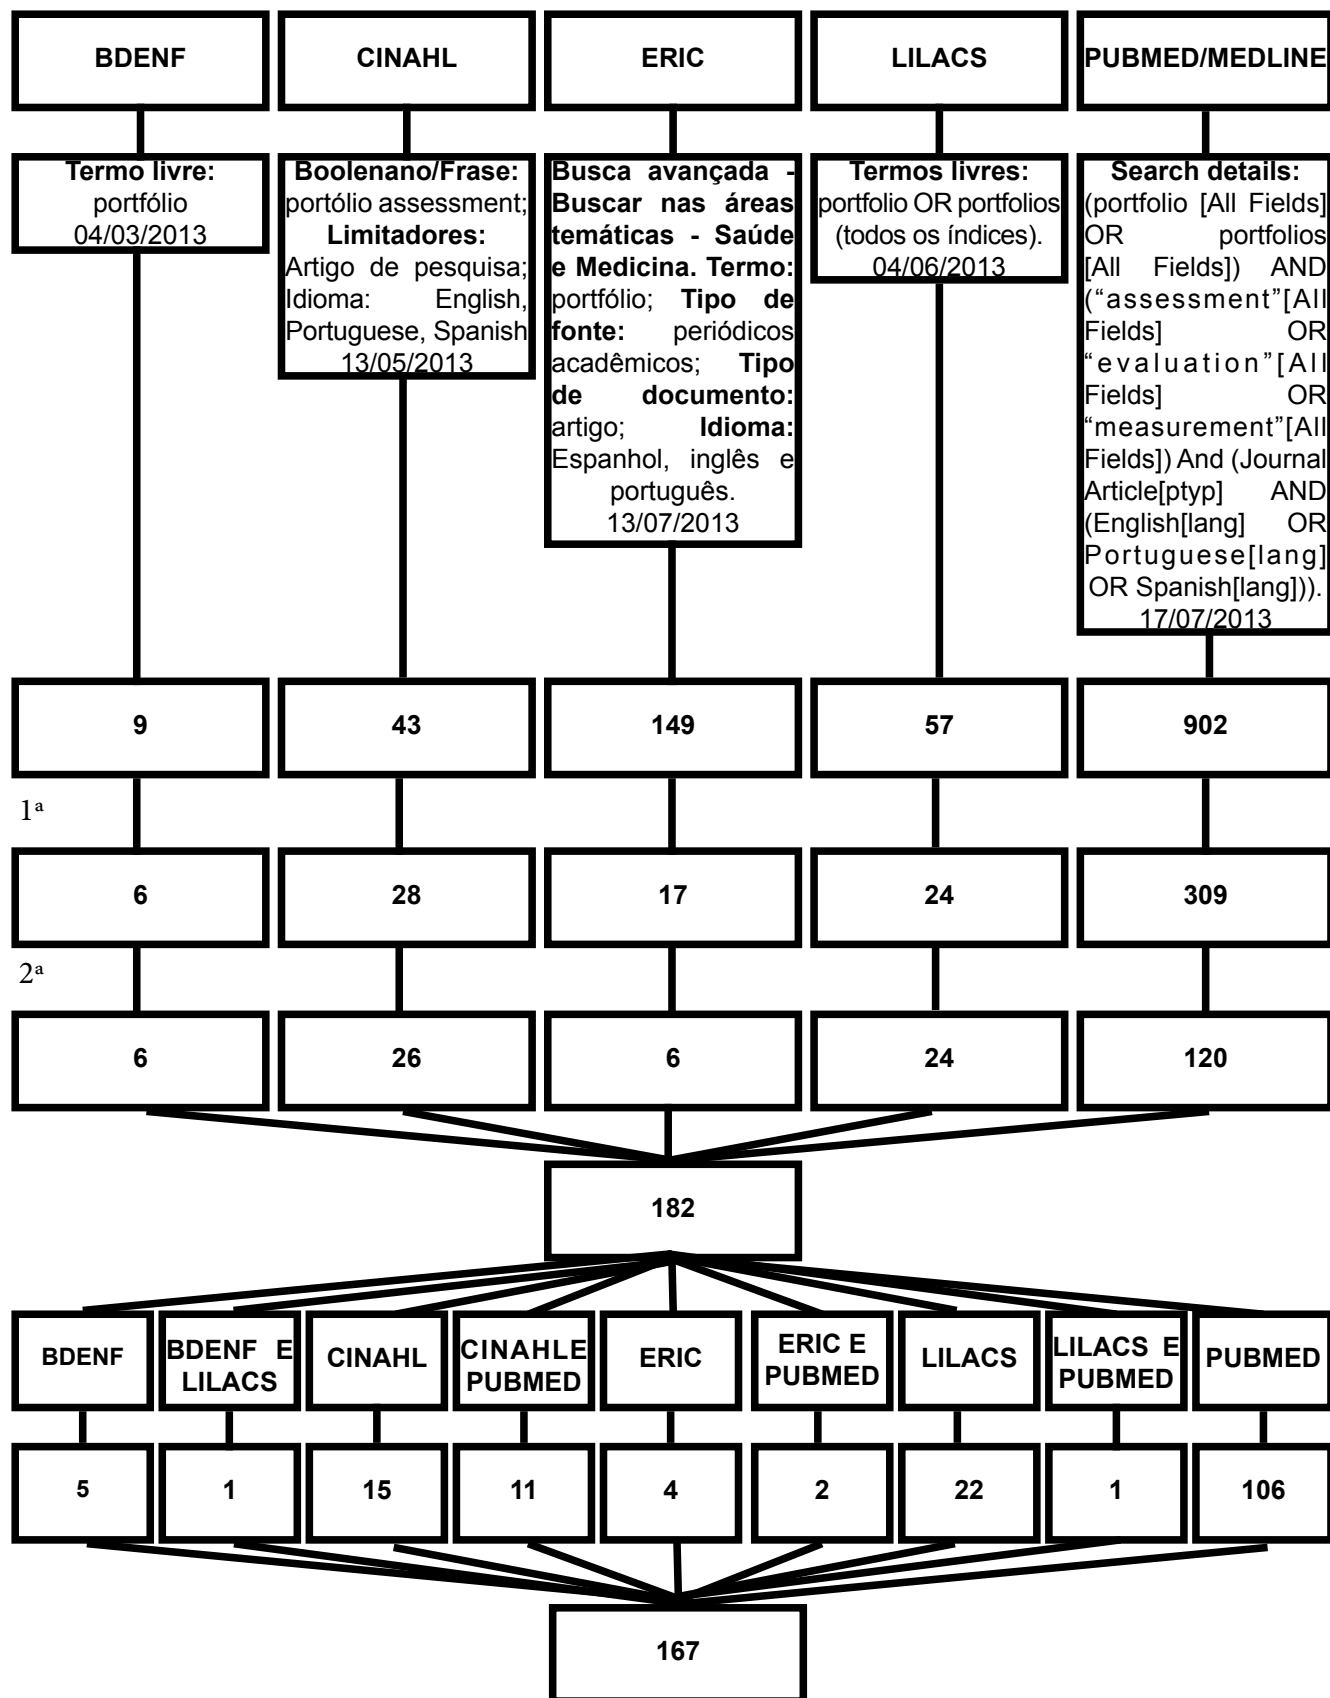 BDENF
CINAHL
ERIC
LILACS
PUBMED/MEDLINE
Termo livre:
portfólio
04/03/2013
Boolenano/Frase:
portólio assessment;
Limitadores:
Artigo de pesquisa;
Idioma: English,
Portuguese, Spanish
13/05/2013
Busca avançada -
Buscar nas áreas
temáticas - Saúde
e Medicina. Termo:
portfólio; Tipo de
fonte: periódicos
acadêmicos; Tipo
de documento:
artigo; Idioma:
Espanhol, inglês e
português.
13/07/2013
Termos livres:
portfolio OR portfolios
(todos os índices).
04/06/2013
Search details:
(portfolio [All Fields]
OR portfolios
[All Fields]) AND
(“assessment”[All
Fields] OR
“evaluation”[All
Fields] OR
“measurement”[All
Fields]) And (Journal
Article[ptyp] AND
(English[lang] OR
Portuguese[lang]
OR Spanish[lang])).
17/07/2013
9
43
149
57
902
1ª
6
28
17
24
309
2ª
6
26
6
24
120
182
BDENF
BDENF E
LILACS
CINAHL
CINAHLE
PUBMED
ERIC
ERIC E
PUBMED
LILACS
LILACS E
PUBMED
PUBMED
5
1
15
11
4
2
22
1
106
167